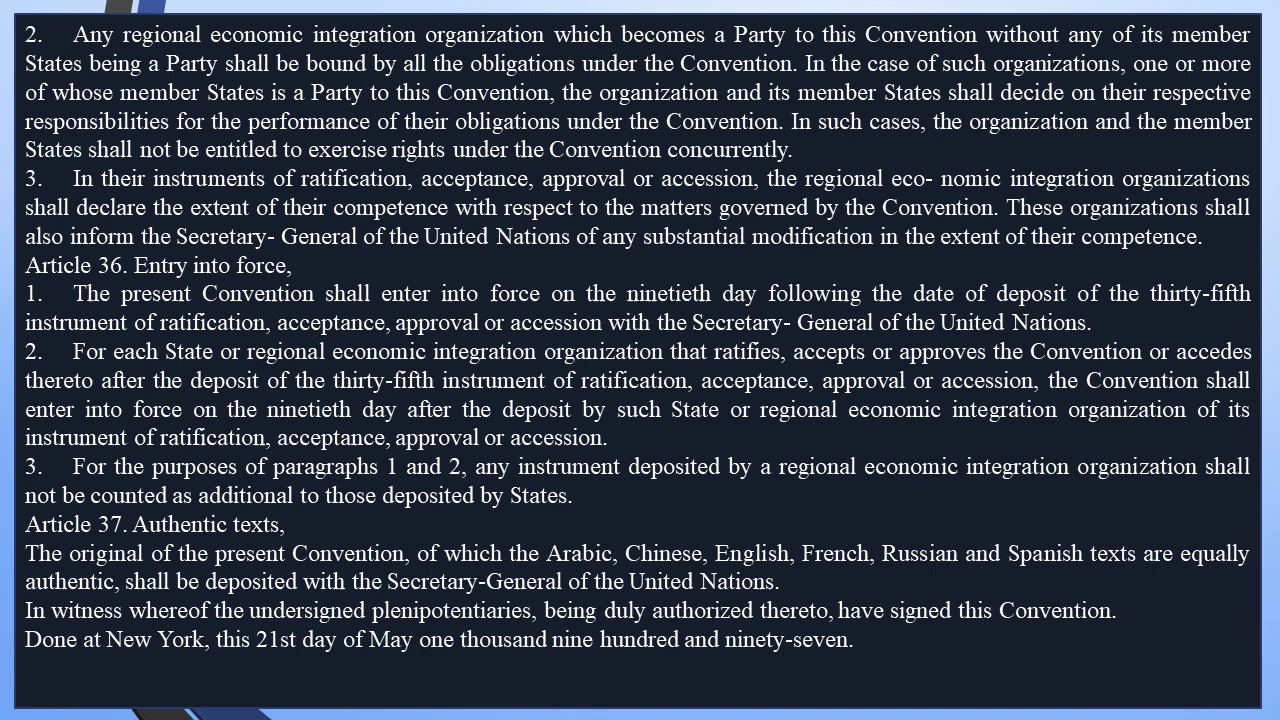 2. Any regional economic integration organization which becomes a Party to this Convention without any of its member
States being a Party shall be bound by all the obligations under the Convention. In the case of such organizations, one or more
of whose member States is a Party to this Convention, the organization and its member States shall decide on their respective
responsibilities for the performance of their obligations under the Convention. In such cases, the organization and the member
States shall not be entitled to exercise rights under the Convention concurrently.
3. In their instruments of ratification, acceptance, approval or accession, the regional eco- nomic integration organizations
shall declare the extent of their competence with respect to the matters governed by the Convention. These organizations shall
also inform the Secretary- General of the United Nations of any substantial modification in the extent of their competence.
Article 36. Entry into force,
1. The present Convention shall enter into force on the ninetieth day following the date of deposit of the thirty-fifth
instrument of ratification, acceptance, approval or accession with the Secretary- General of the United Nations.
2. For each State or regional economic integration organization that ratifies, accepts or approves the Convention or accedes
thereto after the deposit of the thirty-fifth instrument of ratification, acceptance, approval or accession, the Convention shall
enter into force on the ninetieth day after the deposit by such State or regional economic integration organization of its
instrument of ratification, acceptance, approval or accession.
3. For the purposes of paragraphs 1 and 2, any instrument deposited by a regional economic integration organization shall
not be counted as additional to those deposited by States.
Article 37. Authentic texts,
The original of the present Convention, of which the Arabic, Chinese, English, French, Russian and Spanish texts are equally
authentic, shall be deposited with the Secretary-General of the United Nations.
In witness whereof the undersigned plenipotentiaries, being duly authorized thereto, have signed this Convention.
Done at New York, this 21st day of May one thousand nine hundred and ninety-seven.